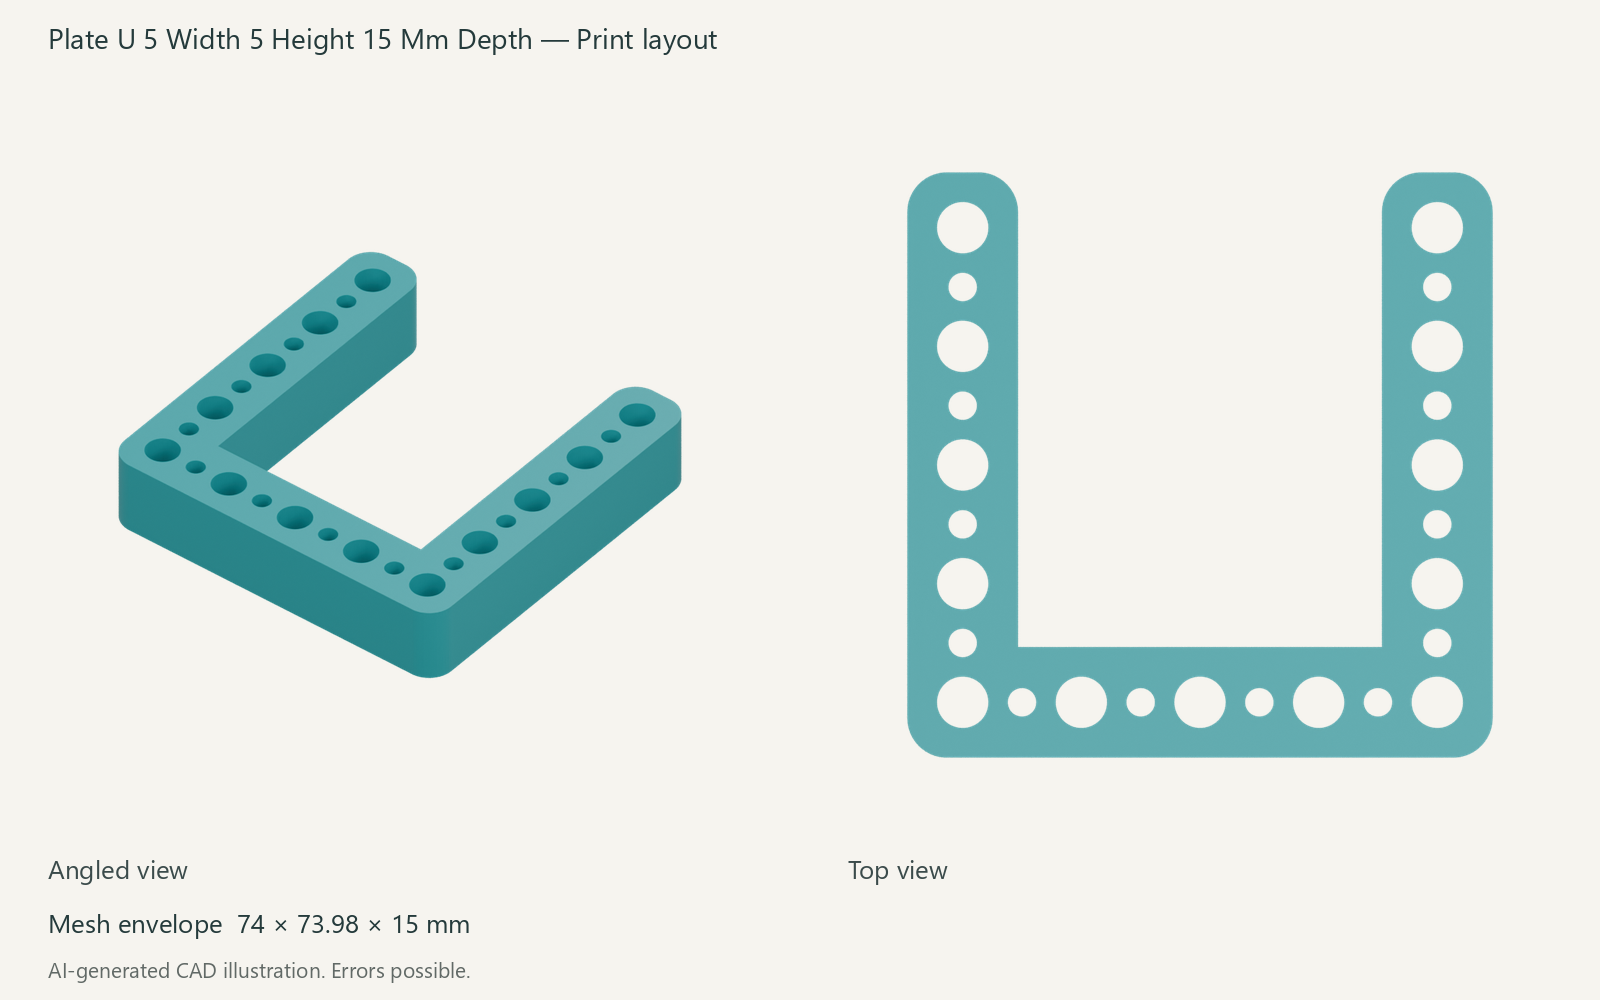 Plate U 5 Width 5 Height 15 Mm Depth — Print layout
Angled view
Top view
Mesh envelope 74 × 73.98 × 15 mm
AI-generated CAD illustration. Errors possible.